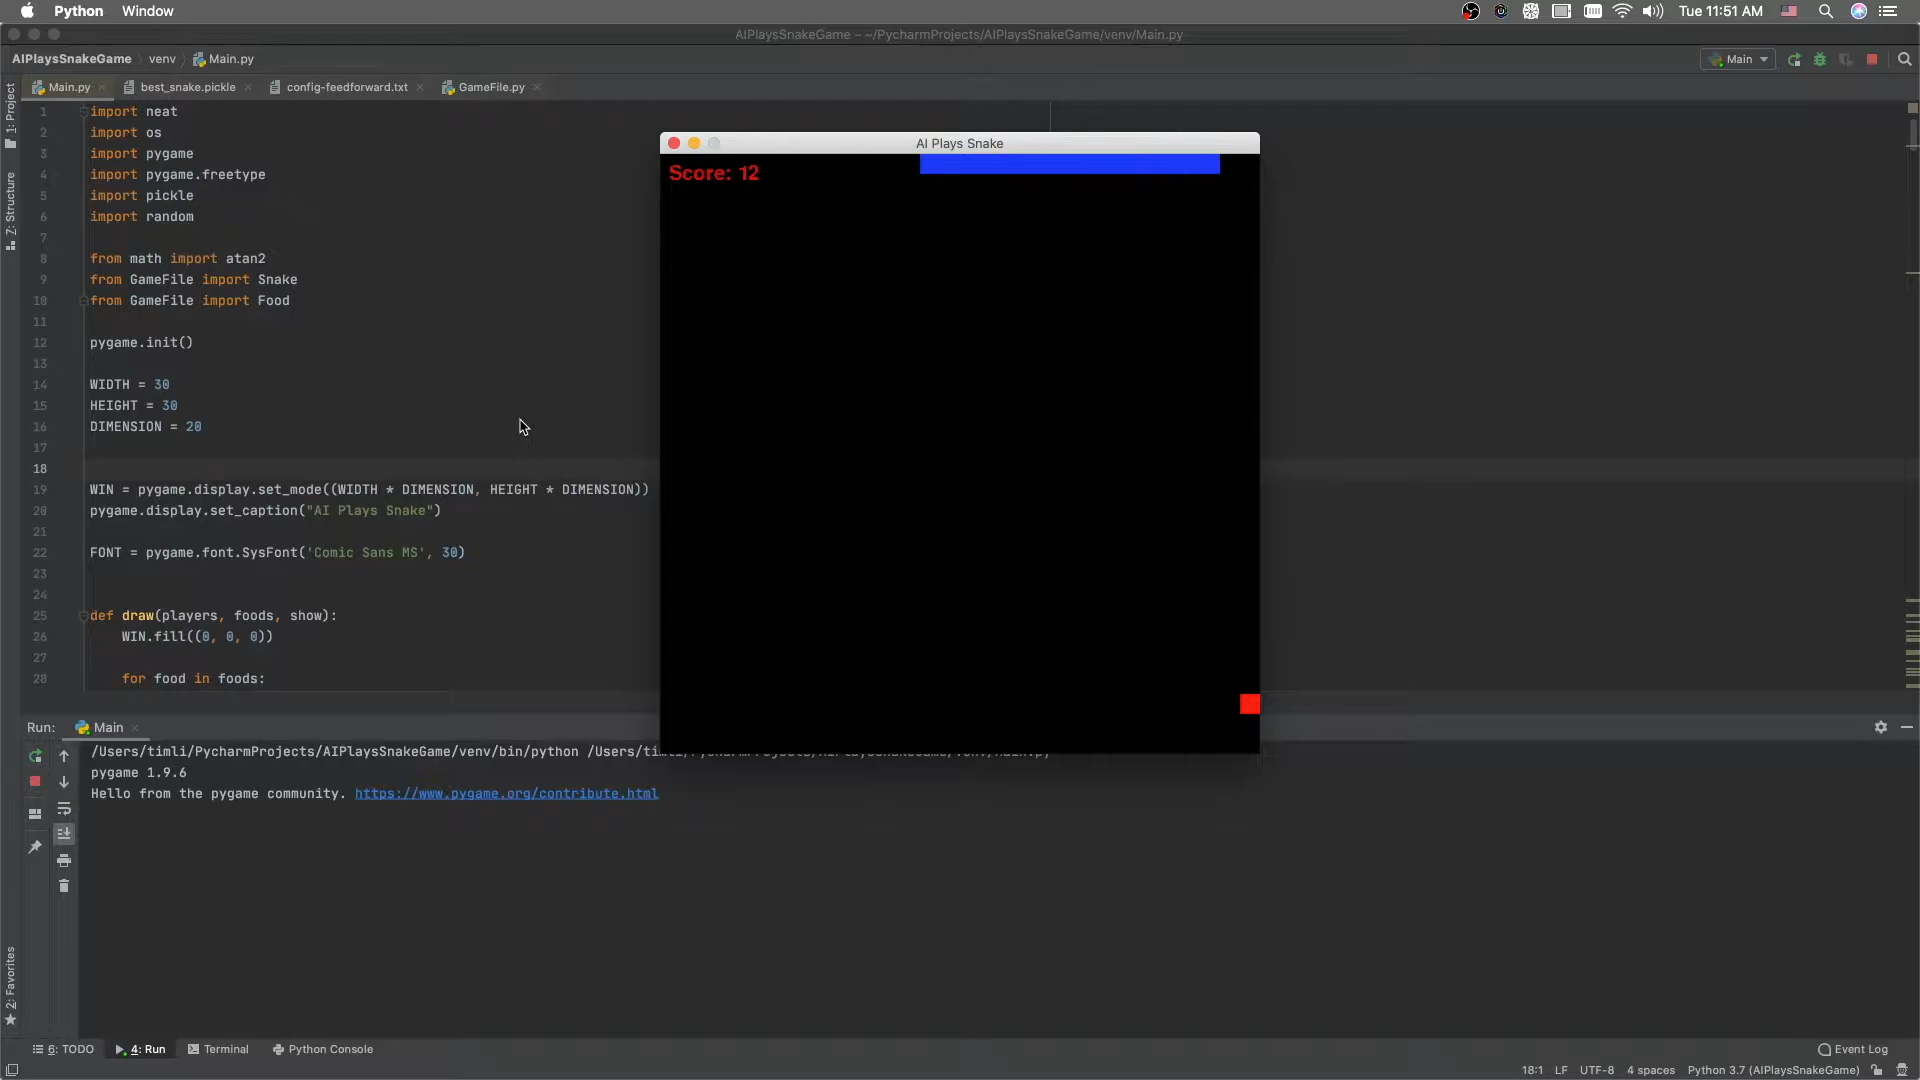 Python Window
Tue 11:51 AM
AIPlaysSnakeGame – ~/PycharmProjects/AIPlaysSnakeGame/venv/Main.py
AIPlaysSnakeGame venv Main.py
Main
Main.py best_snake.pickle config-feedforward.txt GameFile.py
1: Project
Z: Structure
2: Favorites
1 import neat
2 import os
3 import pygame
4 import pygame.freetype
5 import pickle
6 import random
7
8 from math import atan2
9 from GameFile import Snake
10 from GameFile import Food
11
12 pygame.init()
13
14 WIDTH = 30
15 HEIGHT = 30
16 DIMENSION = 20
17
18
19 WIN = pygame.display.set_mode((WIDTH * DIMENSION, HEIGHT * DIMENSION))
20 pygame.display.set_caption("AI Plays Snake")
21
22 FONT = pygame.font.SysFont('Comic Sans MS', 30)
23
24
25 def draw(players, foods, show):
26 WIN.fill((0, 0, 0))
27
28 for food in foods:
AI Plays Snake
Score: 12
Run: Main
/Users/timli/PycharmProjects/AIPlaysSnakeGame/venv/bin/python
pygame 1.9.6
Hello from the pygame community. https://www.pygame.org/contribute.html
6: TODO 4: Run Terminal Python Console
Event Log
18:1 LF UTF-8 4 spaces Python 3.7 (AIPlaysSnakeGame)